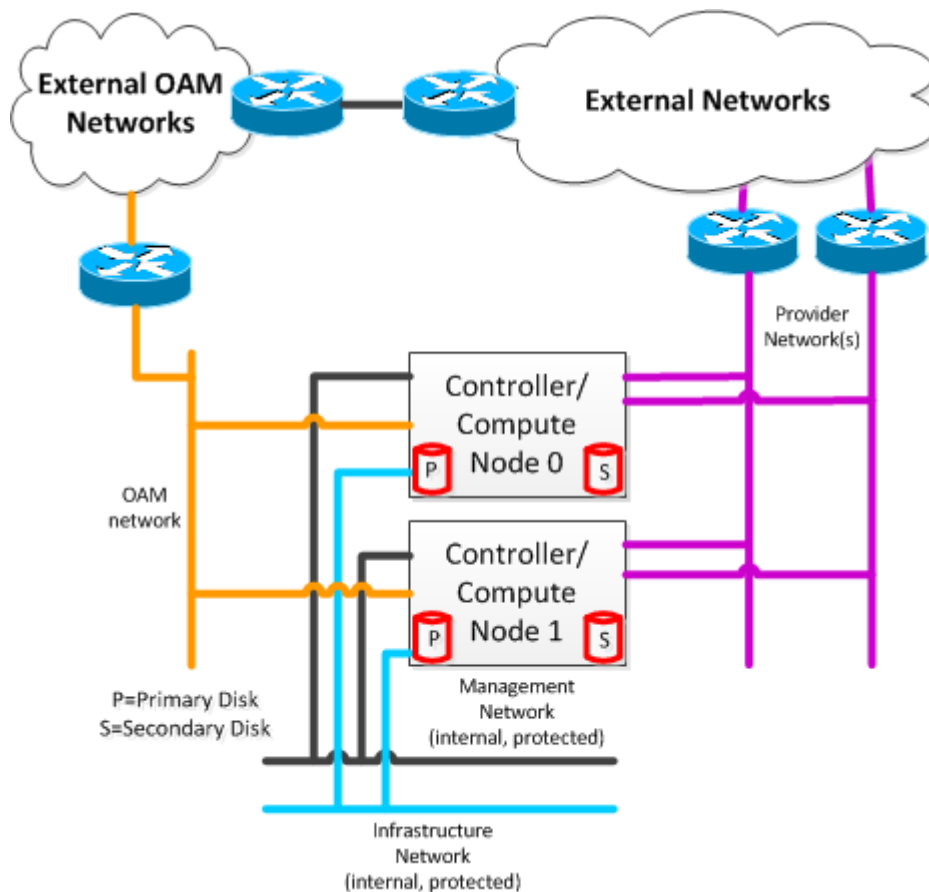 External OAM
Networks
External Networks
Provider
Network(s)
Controller/
Compute
Node 0
P
S
OAM
network
Controller/
Compute
Node 1
P
S
P=Primary Disk
S=Secondary Disk
Management
Network
(internal, protected)
Infrastructure
Network
(internal, protected)